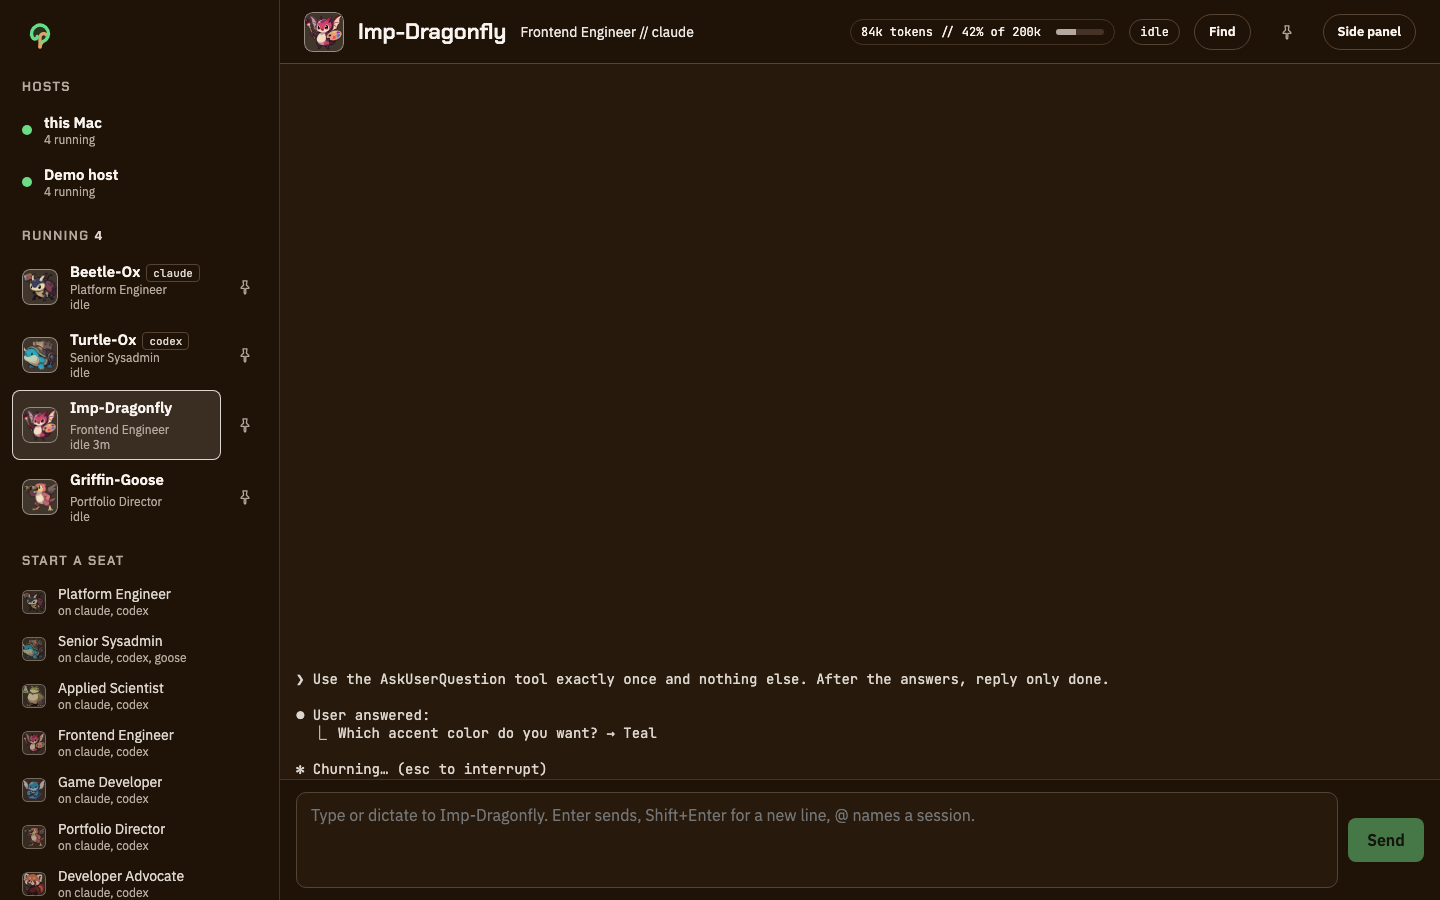 HOSTS
this Mac
4 running
Demo host
4 running
RUNNING 4
Beetle-Ox claude
Platform Engineer
idle
Turtle-Ox codex
Senior Sysadmin
idle
Imp-Dragonfly
Frontend Engineer
idle 3m
Griffin-Goose
Portfolio Director
idle
START A SEAT
Platform Engineer
on claude, codex
Senior Sysadmin
on claude, codex, goose
Applied Scientist
on claude, codex
Frontend Engineer
on claude, codex
Game Developer
on claude, codex
Portfolio Director
on claude, codex
Developer Advocate
on claude, codex
Imp-Dragonfly Frontend Engineer // claude 84k tokens // 42% of 200k idle Find Side panel
❯ Use the AskUserQuestion tool exactly once and nothing else. After the answers, reply only done.
● User answered:
⎿ Which accent color do you want? → Teal
✻ Churning… (esc to interrupt)
Type or dictate to Imp-Dragonfly. Enter sends, Shift+Enter for a new line, @ names a session.
Send